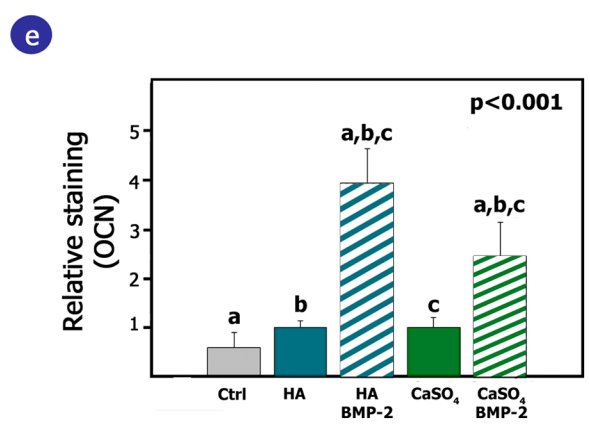 e
p<0.001
Relative staining
(OCN)
5
4
3
2
1
a
b
a,b,c
c
a,b,c
Ctrl
HA
HA
BMP-2
CaSO₄
CaSO₄
BMP-2